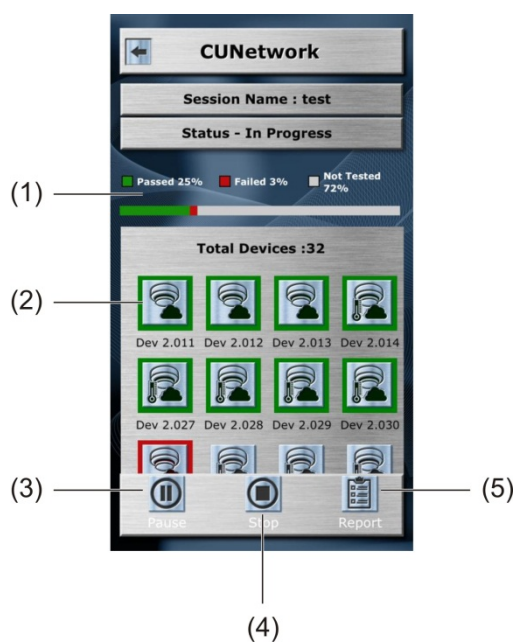 CUNetwork
Session Name : test
Status - In Progress
Passed 25% Failed 3% Not Tested
72%
(1)
Total Devices :32
(2)
Dev 2.011 Dev 2.012 Dev 2.013 Dev 2.014
Dev 2.027 Dev 2.028 Dev 2.029 Dev 2.030
(3)
(5)
Pause Stop Report
(4)